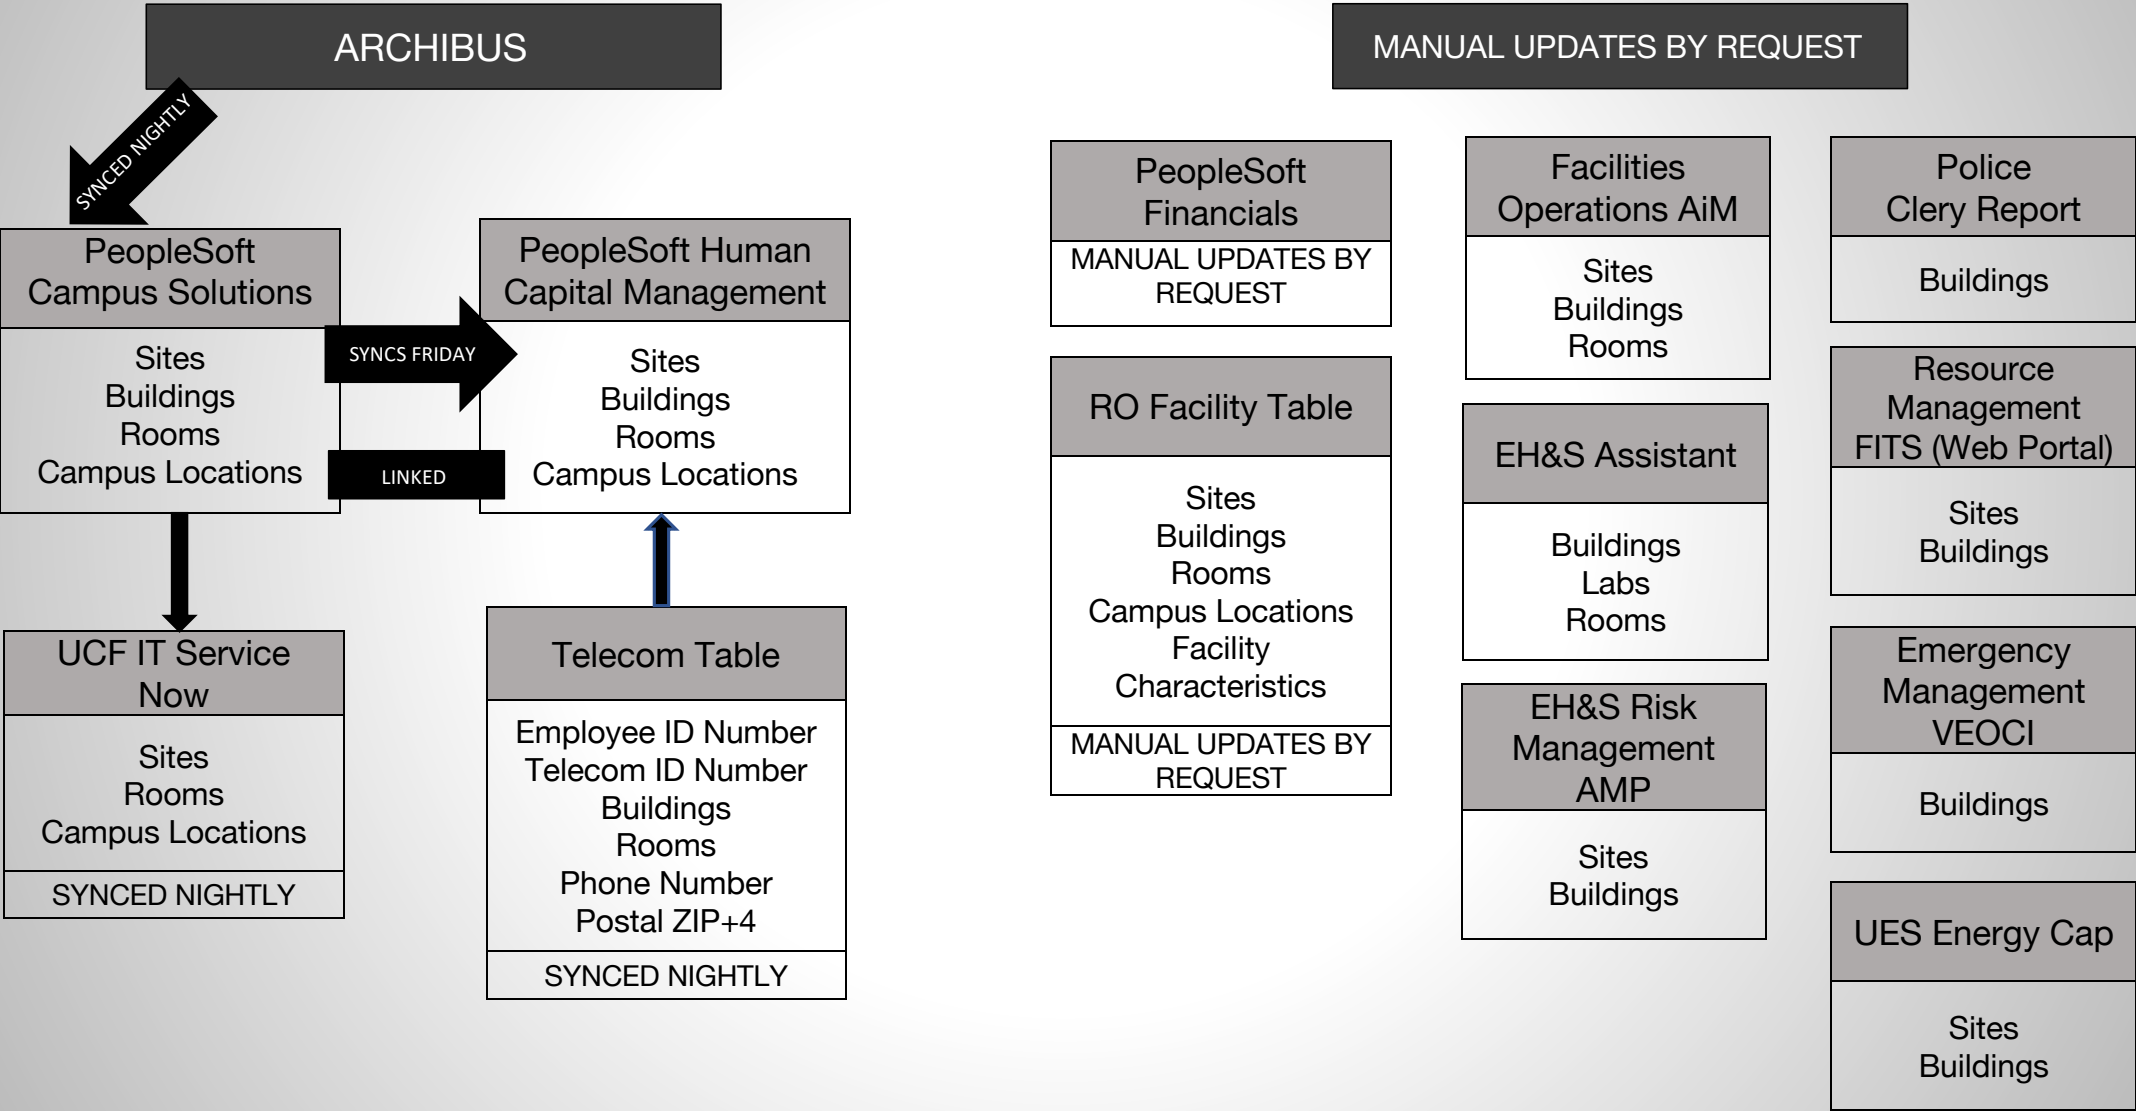 ARCHIBUS
SYNCED NIGHTLY
PeopleSoft
Campus Solutions
Sites
Buildings
Rooms
Campus Locations
SYNCS FRIDAY
LINKED
PeopleSoft Human
Capital Management
Sites
Buildings
Rooms
Campus Locations
UCF IT Service
Now
Sites
Rooms
Campus Locations
SYNCED NIGHTLY
Telecom Table
Employee ID Number
Telecom ID Number
Buildings
Rooms
Phone Number
Postal ZIP+4
SYNCED NIGHTLY
MANUAL UPDATES BY REQUEST
PeopleSoft
Financials
MANUAL UPDATES BY
REQUEST
RO Facility Table
Sites
Buildings
Rooms
Campus Locations
Facility
Characteristics
MANUAL UPDATES BY
REQUEST
Facilities
Operations AiM
Sites
Buildings
Rooms
EH&S Assistant
Buildings
Labs
Rooms
EH&S Risk
Management
AMP
Sites
Buildings
Police
Clery Report
Buildings
Resource
Management
FITS (Web Portal)
Sites
Buildings
Emergency
Management
VEOCI
Buildings
UES Energy Cap
Sites
Buildings